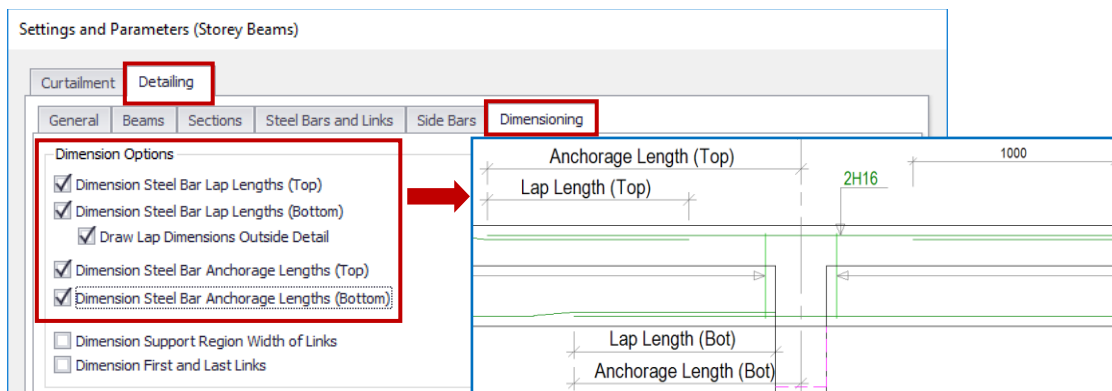 Settings and Parameters (Storey Beams)
Curtailment Detailing
General Beams Sections Steel Bars and Links Side Bars Dimensioning
Dimension Options
Dimension Steel Bar Lap Lengths (Top)
Dimension Steel Bar Lap Lengths (Bottom)
Draw Lap Dimensions Outside Detail
Dimension Steel Bar Anchorage Lengths (Top)
Dimension Steel Bar Anchorage Lengths (Bottom)
Dimension Support Region Width of Links
Dimension First and Last Links
Anchorage Length (Top)
1000
Lap Length (Top)
2H16
Lap Length (Bot)
Anchorage Length (Bot)